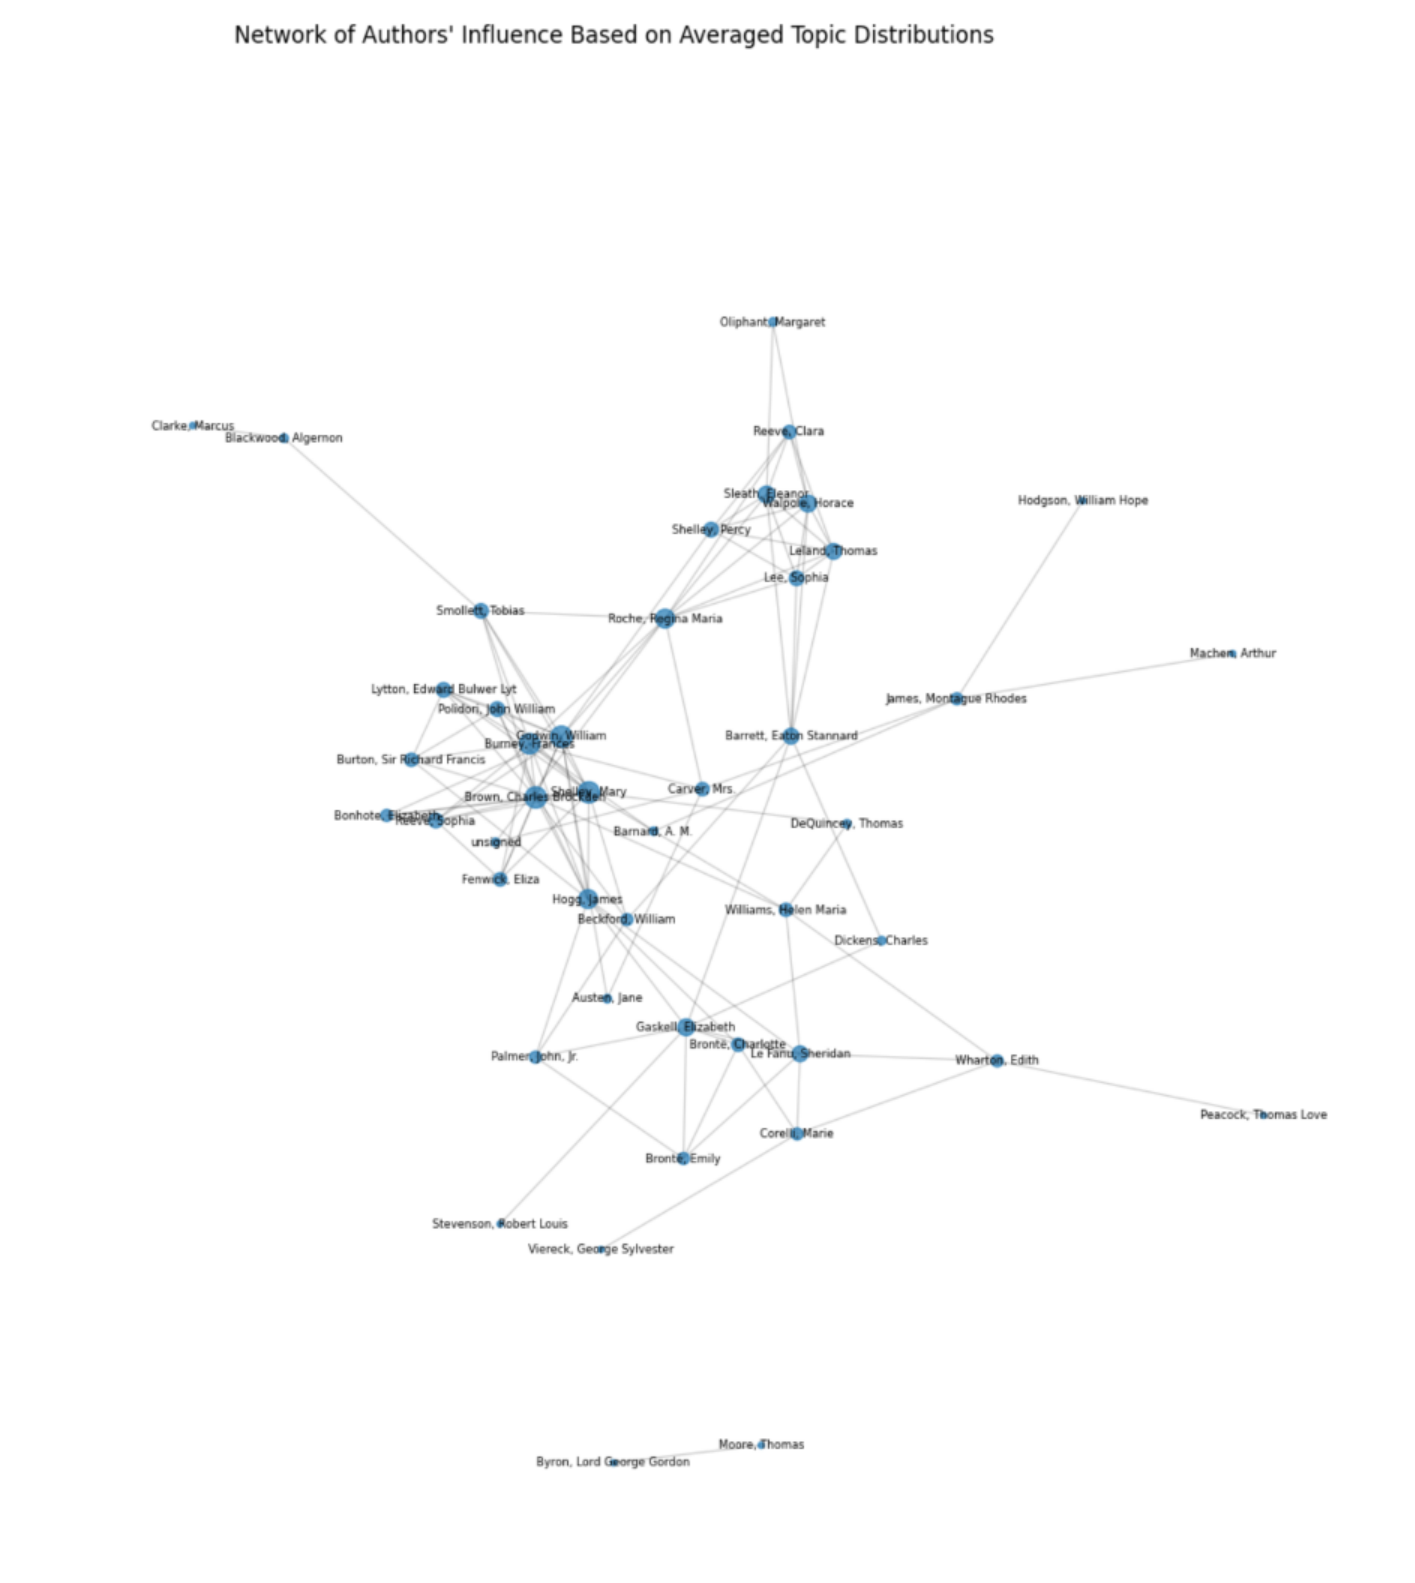 Network of Authors' Influence Based on Averaged Topic Distributions
Oliphant, Margaret
Clarke, Marcus
Reeve, Clara
Blackwood, Algernon
Sleath, Eleanor
Hodgson, William Hope
Walpole, Horace
Shelley, Percy
Leland, Thomas
Lee, Sophia
Smollett, Tobias
Roche, Regina Maria
Machen, Arthur
Lytton, Edward Bulwer Lyt
James, Montague Rhodes
Polidori, John William
Godwin, William
Barrett, Eaton Stannard
Burney, Frances
Burton, Sir Richard Francis
Carver, Mrs.
Shelley, Mary
Brown, Charles Brockden
Bonhote, Elizabeth
Reeve, Sophia
DeQuincey, Thomas
Barnard, A. M.
unsigned
Fenwick, Eliza
Hogg, James
Williams, Helen Maria
Beckford, William
Dickens, Charles
Austen, Jane
Gaskell, Elizabeth
Brontë, Charlotte
Le Fanu, Sheridan
Palmer, John, Jr.
Wharton, Edith
Peacock, Thomas Love
Corelli, Marie
Brontë, Emily
Stevenson, Robert Louis
Viereck, George Sylvester
Moore, Thomas
Byron, Lord George Gordon